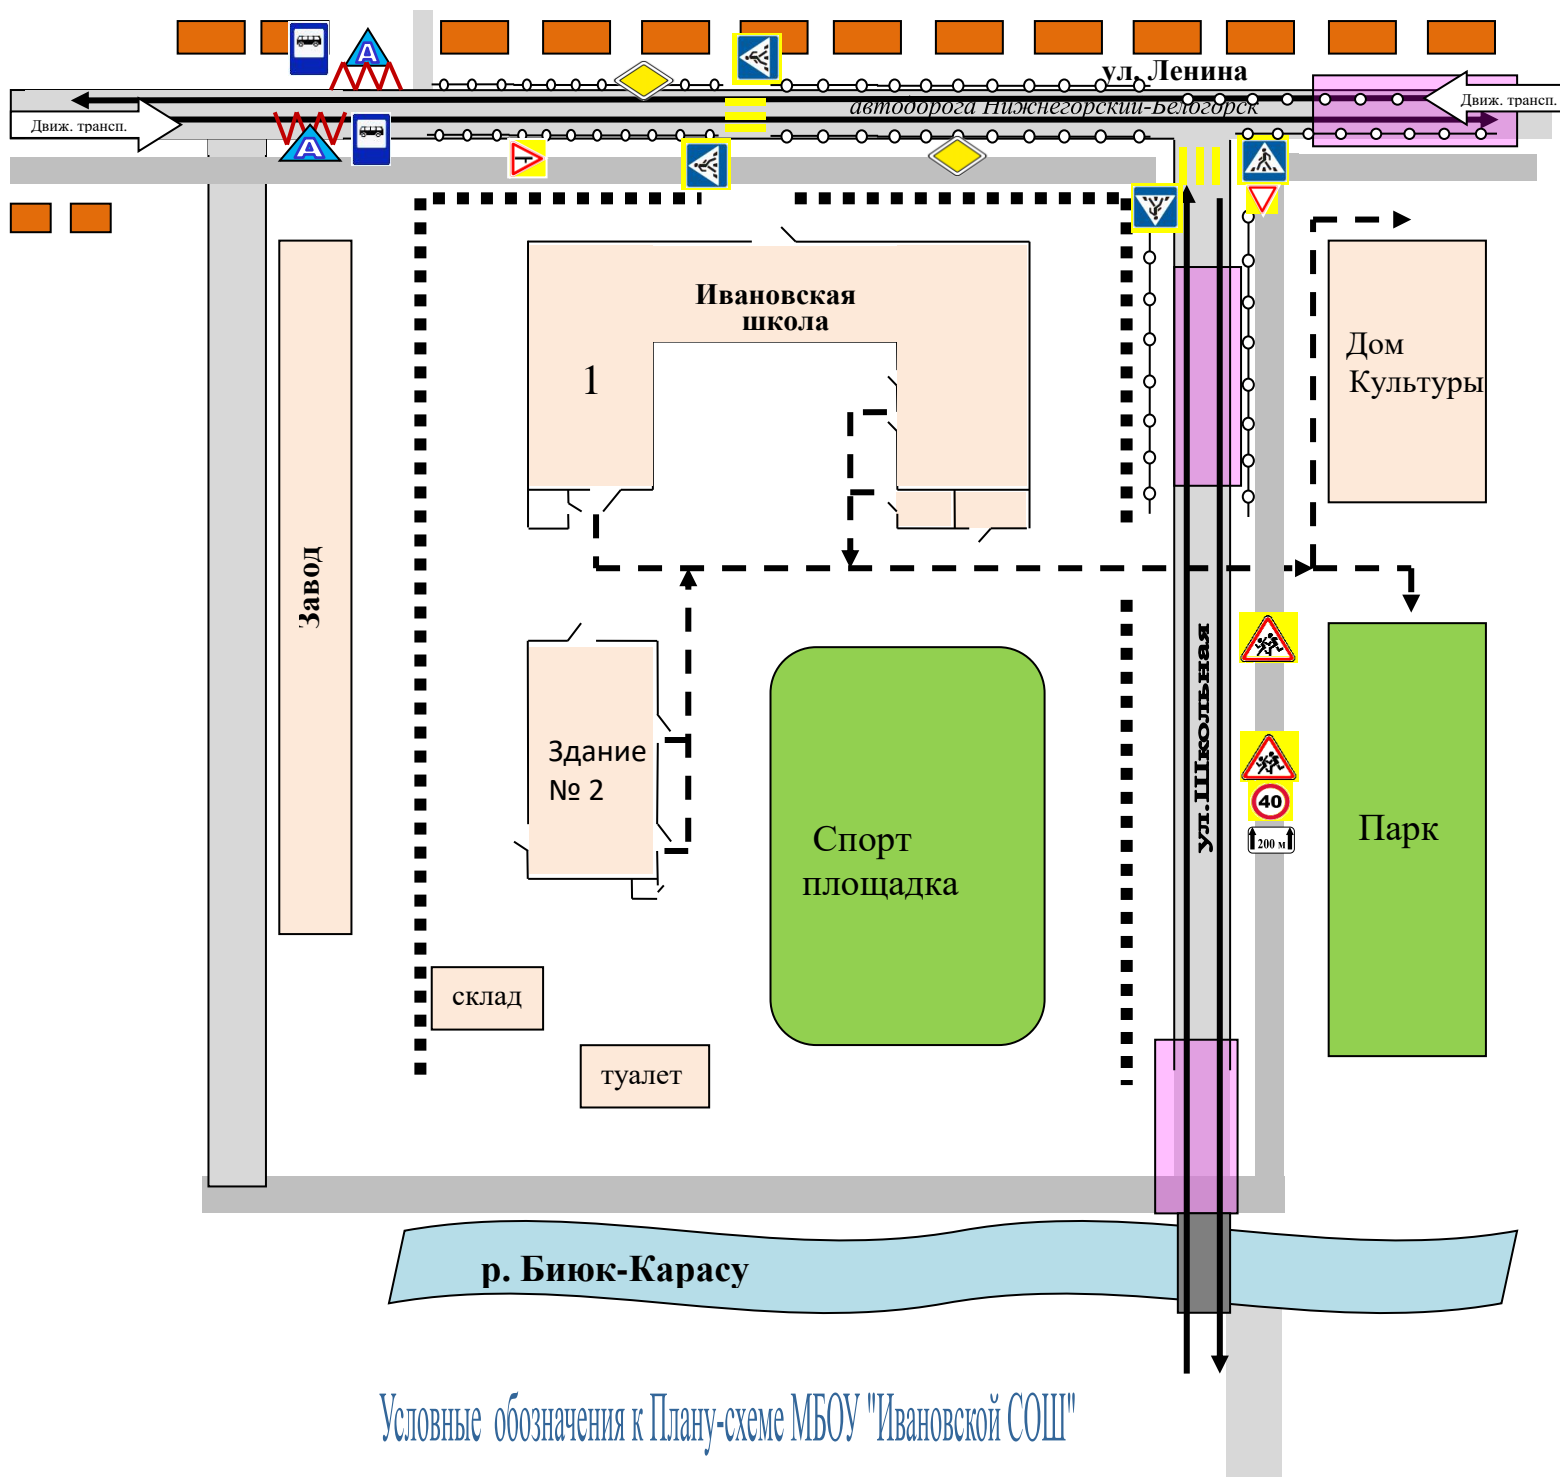 А
ул. Ленина
автодорога Нижнегорский-Белогорск
Движ. трансп.
Движ. трансп.
А
Ивановская
школа
1
Дом
Культуры
Завод
ул.Школьная
Здание
№ 2
40
200 м
Спорт
площадка
Парк
склад
туалет
р. Биюк-Карасу
Условные обозначения к Плану-схеме МБОУ "Ивановской СОШ"